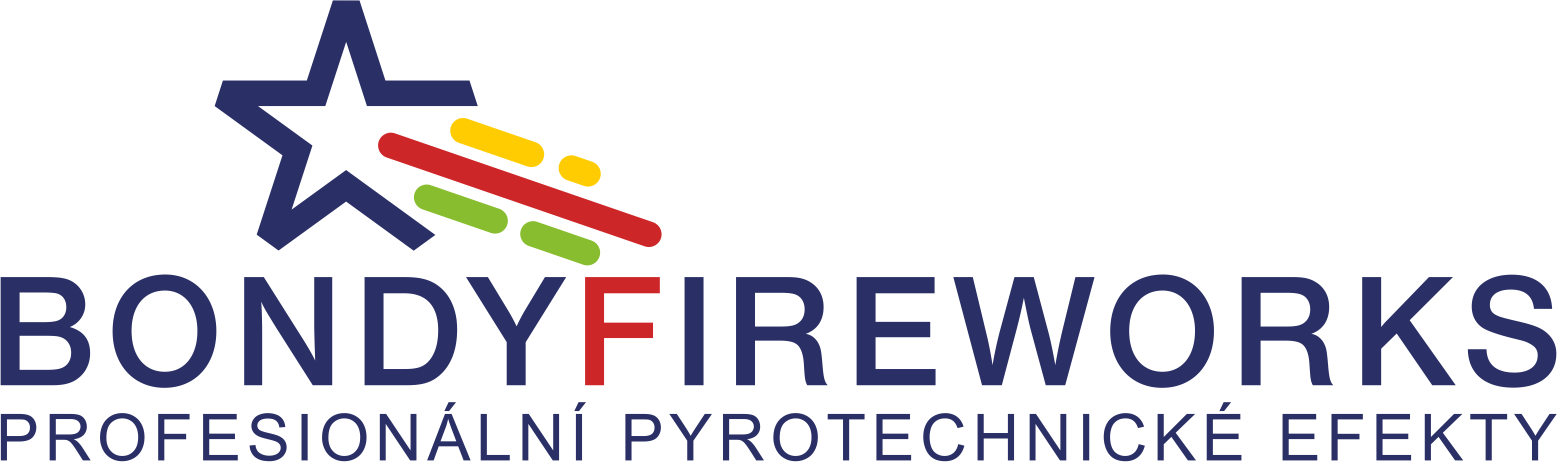 BONDYFIREWORKS
PROFESIONÁLNÍ PYROTECHNICKÉ EFEKTY